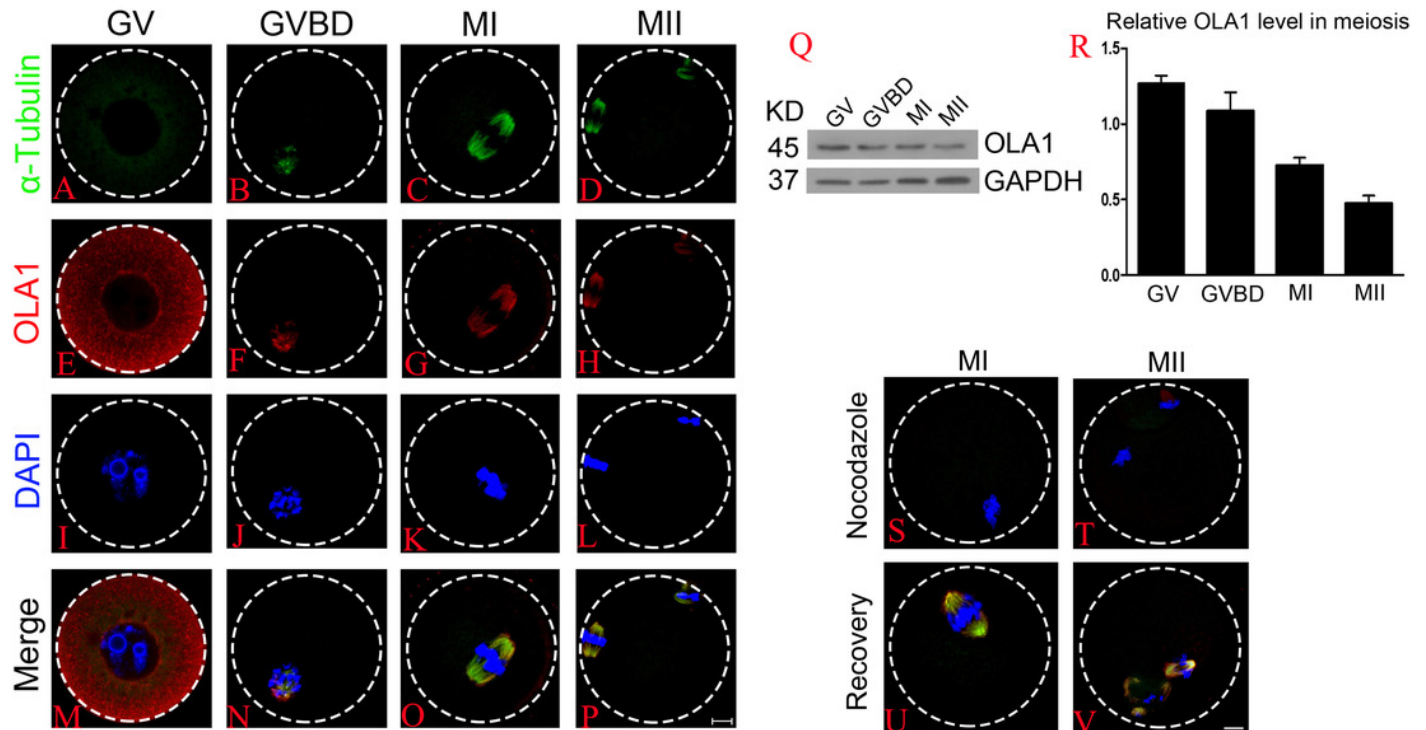 GV GVBD MI MII
α-Tubulin
A B C D
OLA1
E F G H
DAPI
I J K L
Merge
M N O P
Q
KD GV GVBD MI MII
45 OLA1
37 GAPDH
R
Relative OLA1 level in meiosis
1.5
1.0
0.5
0.0
GV GVBD MI MII
MI MII
Nocodazole
S T
Recovery
U V